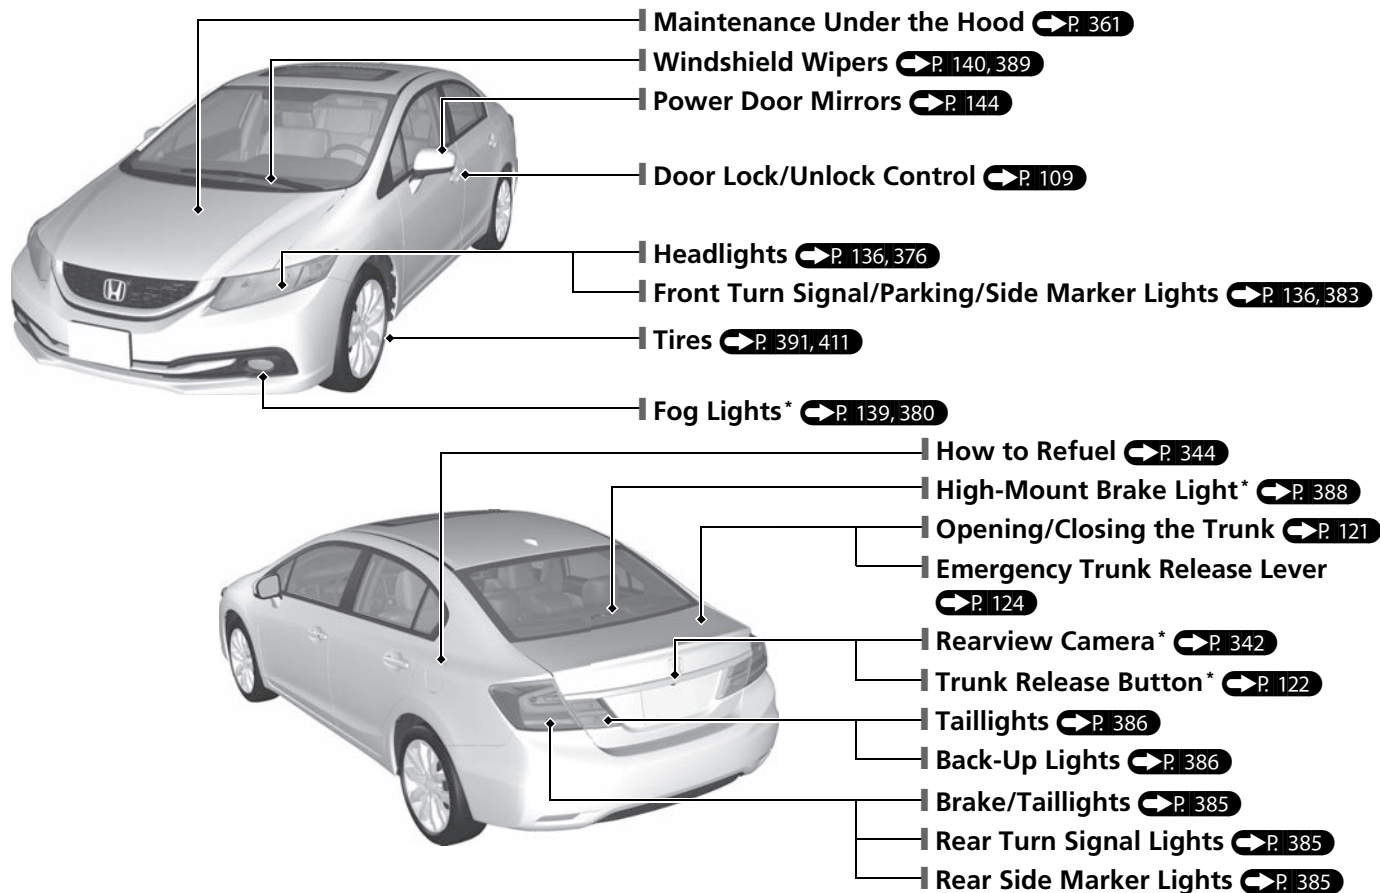 Maintenance Under the Hood P. 361
Windshield Wipers P. 140, 389
Power Door Mirrors P. 144
Door Lock/Unlock Control P. 109
Headlights P. 136, 376
Front Turn Signal/Parking/Side Marker Lights P. 136, 383
Tires P. 391, 411
Fog Lights* P. 139, 380
How to Refuel P. 344
High-Mount Brake Light* P. 388
Opening/Closing the Trunk P. 121
Emergency Trunk Release Lever
P. 124
Rearview Camera* P. 342
Trunk Release Button* P. 122
Taillights P. 386
Back-Up Lights P. 386
Brake/Taillights P. 385
Rear Turn Signal Lights P. 385
Rear Side Marker Lights P. 385